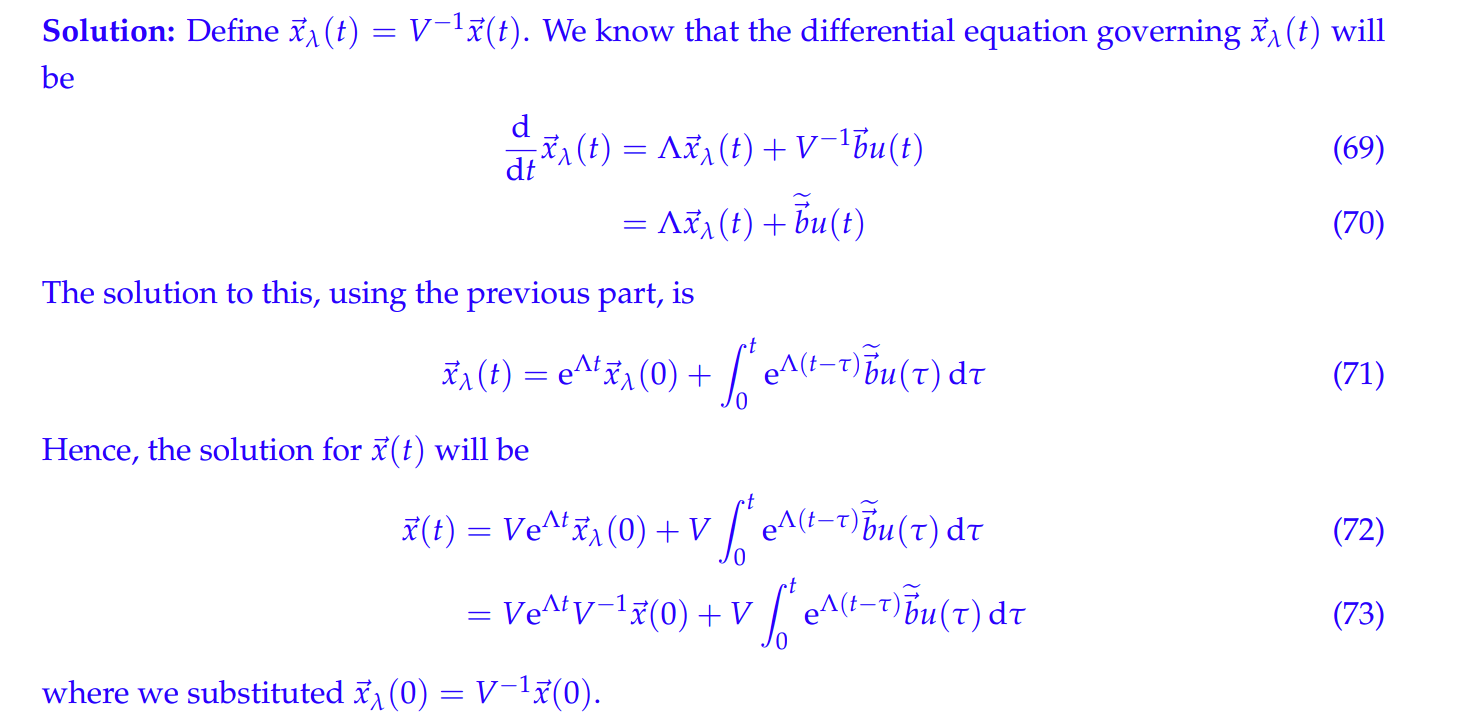 Solution: Define $\vec{x}_\lambda(t) = V^{-1}\vec{x}(t)$. We know that the differential equation governing $\vec{x}_\lambda(t)$ will
be
$\frac{\mathrm{d}}{\mathrm{d}t}\vec{x}_\lambda(t) = \Lambda\vec{x}_\lambda(t) + V^{-1}\vec{b}u(t)$ (69)
$= \Lambda\vec{x}_\lambda(t) + \widetilde{\vec{b}}u(t)$ (70)
The solution to this, using the previous part, is
$\vec{x}_\lambda(t) = \mathrm{e}^{\Lambda t}\vec{x}_\lambda(0) + \int_0^t \mathrm{e}^{\Lambda(t-\tau)}\widetilde{\vec{b}}u(\tau)\,\mathrm{d}\tau$ (71)
Hence, the solution for $\vec{x}(t)$ will be
$\vec{x}(t) = V\mathrm{e}^{\Lambda t}\vec{x}_\lambda(0) + V\int_0^t \mathrm{e}^{\Lambda(t-\tau)}\widetilde{\vec{b}}u(\tau)\,\mathrm{d}\tau$ (72)
$= V\mathrm{e}^{\Lambda t}V^{-1}\vec{x}(0) + V\int_0^t \mathrm{e}^{\Lambda(t-\tau)}\widetilde{\vec{b}}u(\tau)\,\mathrm{d}\tau$ (73)
where we substituted $\vec{x}_\lambda(0) = V^{-1}\vec{x}(0)$.